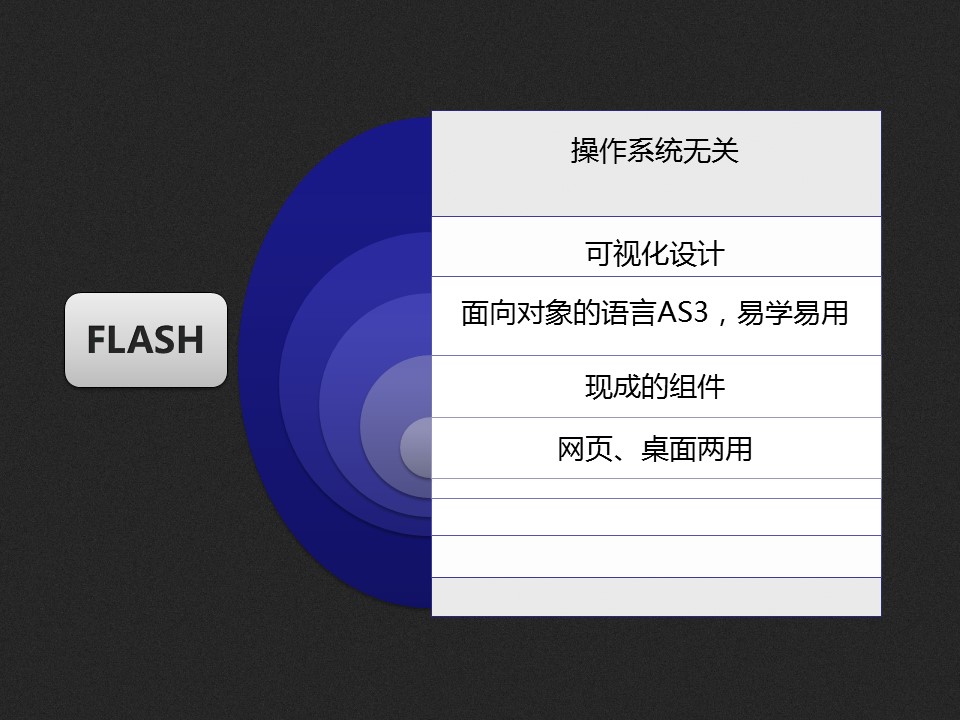 FLASH
操作系统无关
可视化设计
面向对象的语言AS3，易学易用
现成的组件
网页、桌面两用